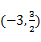 (-3, 3/2)